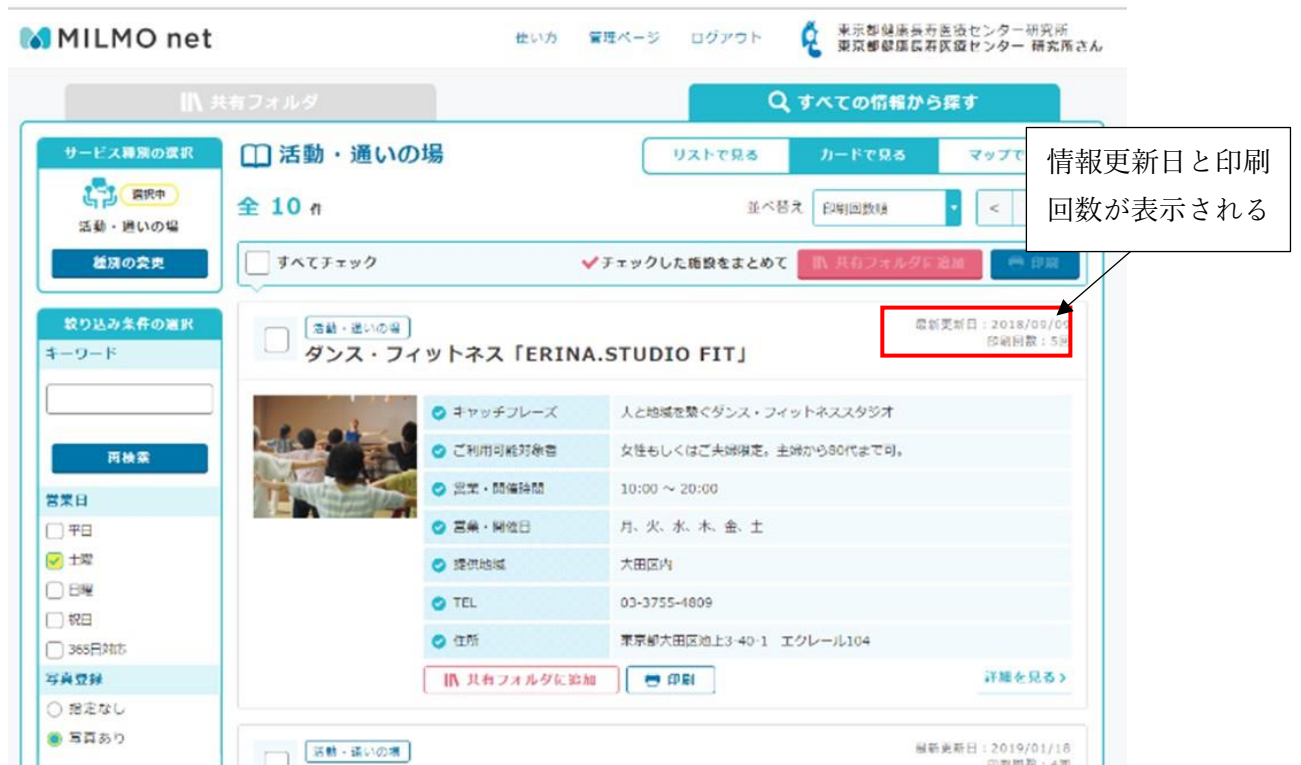 MILMO net
使い方 管理ページ ログアウト
東京都健康長寿医療センター研究所
東京都健康長寿医療センター 研究所さん
共有フォルダ
すべての情報から探す
サービス種別の選択
選択中
活動・通いの場
種別の変更
活動・通いの場
リストで見る カードで見る マップで
情報更新日と印刷
回数が表示される
全 10 件
並べ替え 印刷回数順 <
すべてチェック
チェックした施設をまとめて 共有フォルダに追加 印刷
絞り込み条件の選択
キーワード
再検索
営業日
平日
土曜
日曜
祝日
365日対応
写真登録
指定なし
写真あり
活動・通いの場
ダンス・フィットネス「ERINA.STUDIO FIT」
最新更新日:2018/09/09
印刷回数:5回
キャッチフレーズ 人と地域を繋ぐダンス・フィットネススタジオ
ご利用可能対象者 女性もしくはご夫婦限定。主婦から80代まで可。
営業・開催時間 10:00 ~ 20:00
営業・開催日 月、火、水、木、金、土
提供地域 大田区内
TEL 03-3755-4809
住所 東京都大田区池上3-40-1 エクレール104
共有フォルダに追加 印刷 詳細を見る>
活動・通いの場
最新更新日:2019/01/18
印刷回数:4回